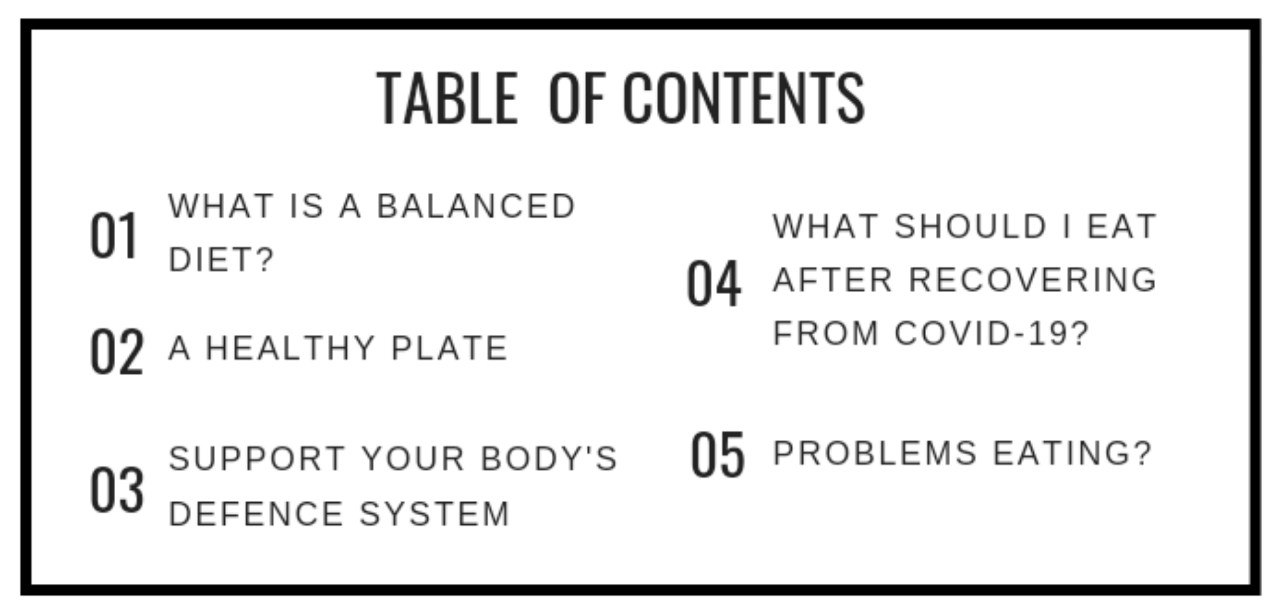 TABLE OF CONTENTS
01 WHAT IS A BALANCED
DIET?
02 A HEALTHY PLATE
03 SUPPORT YOUR BODY'S
DEFENCE SYSTEM
04 WHAT SHOULD I EAT
AFTER RECOVERING
FROM COVID-19?
05 PROBLEMS EATING?